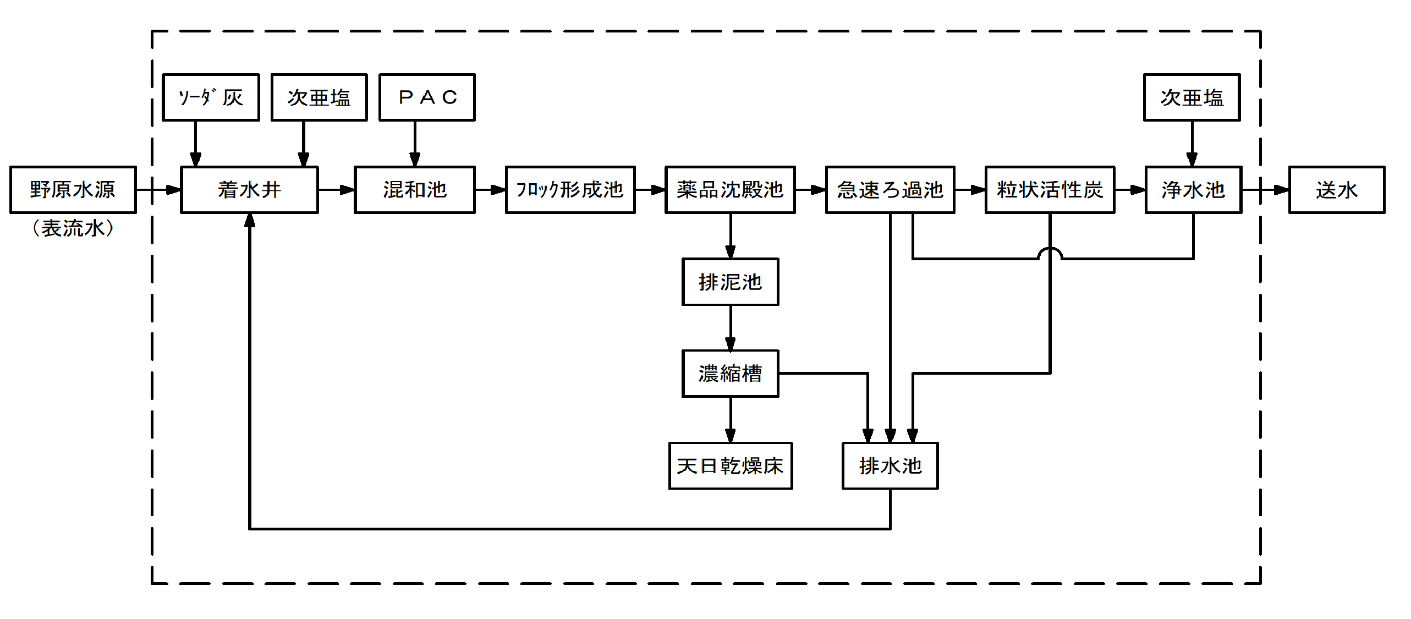 ｿｰﾀﾞ灰
次亜塩
ＰＡＣ
次亜塩
野原水源
（表流水）
着水井
混和池
ﾌﾛｯｸ形成池
薬品沈殿池
急速ろ過池
粒状活性炭
浄水池
送水
排泥池
濃縮槽
天日乾燥床
排水池